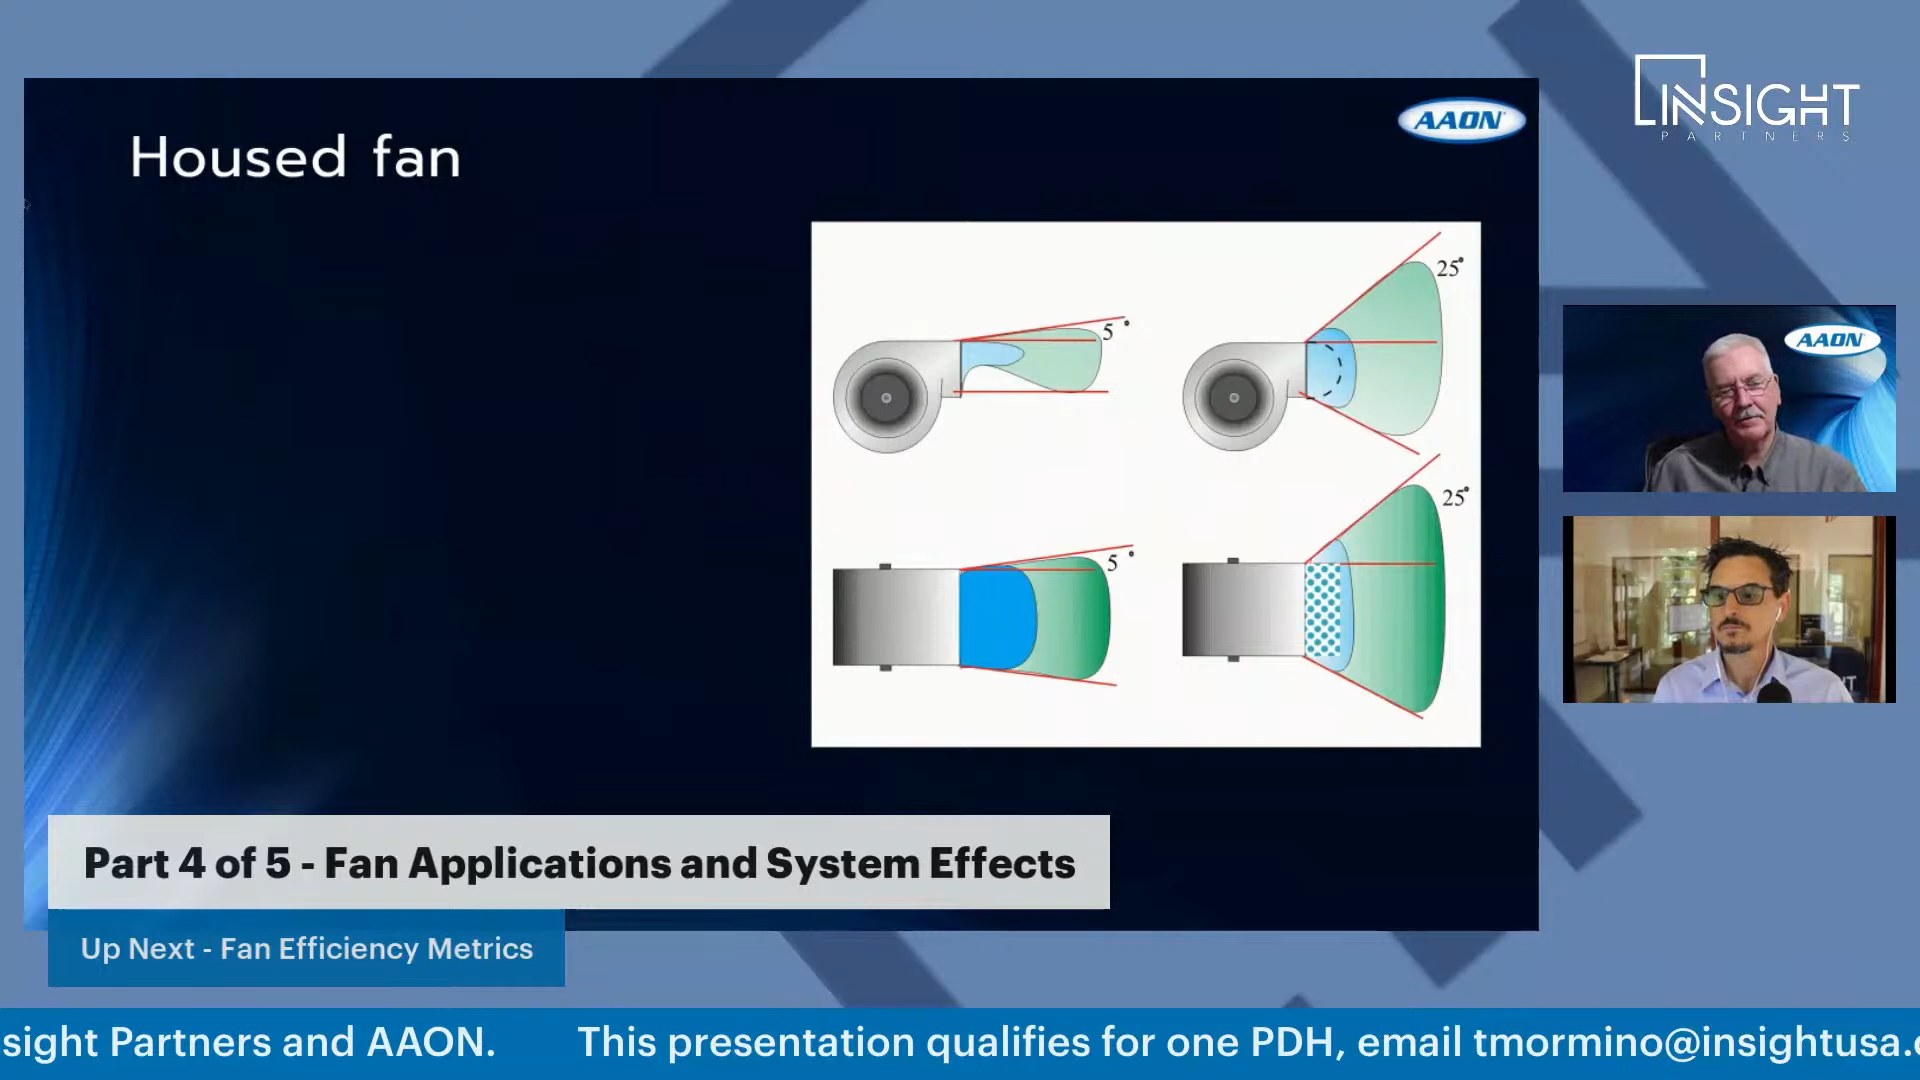 INSIGHT
PARTNERS
AAON
Housed fan
25°
5°
AAON
25°
5°
Part 4 of 5 - Fan Applications and System Effects
Up Next - Fan Efficiency Metrics
sight Partners and AAON. This presentation qualifies for one PDH, email tmormino@insightusa.c